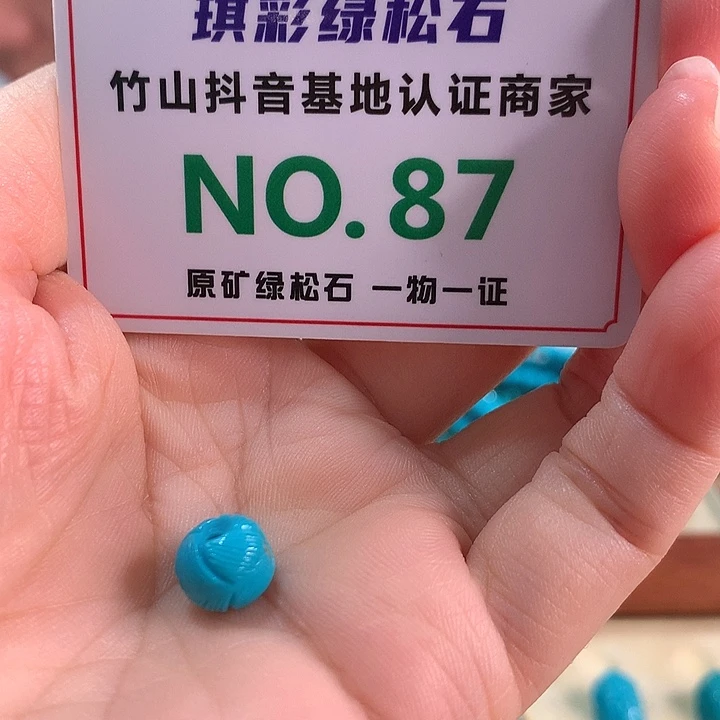 琪彩绿松石
竹山抖音基地认证商家
NO.87
原矿绿松石 一物一证